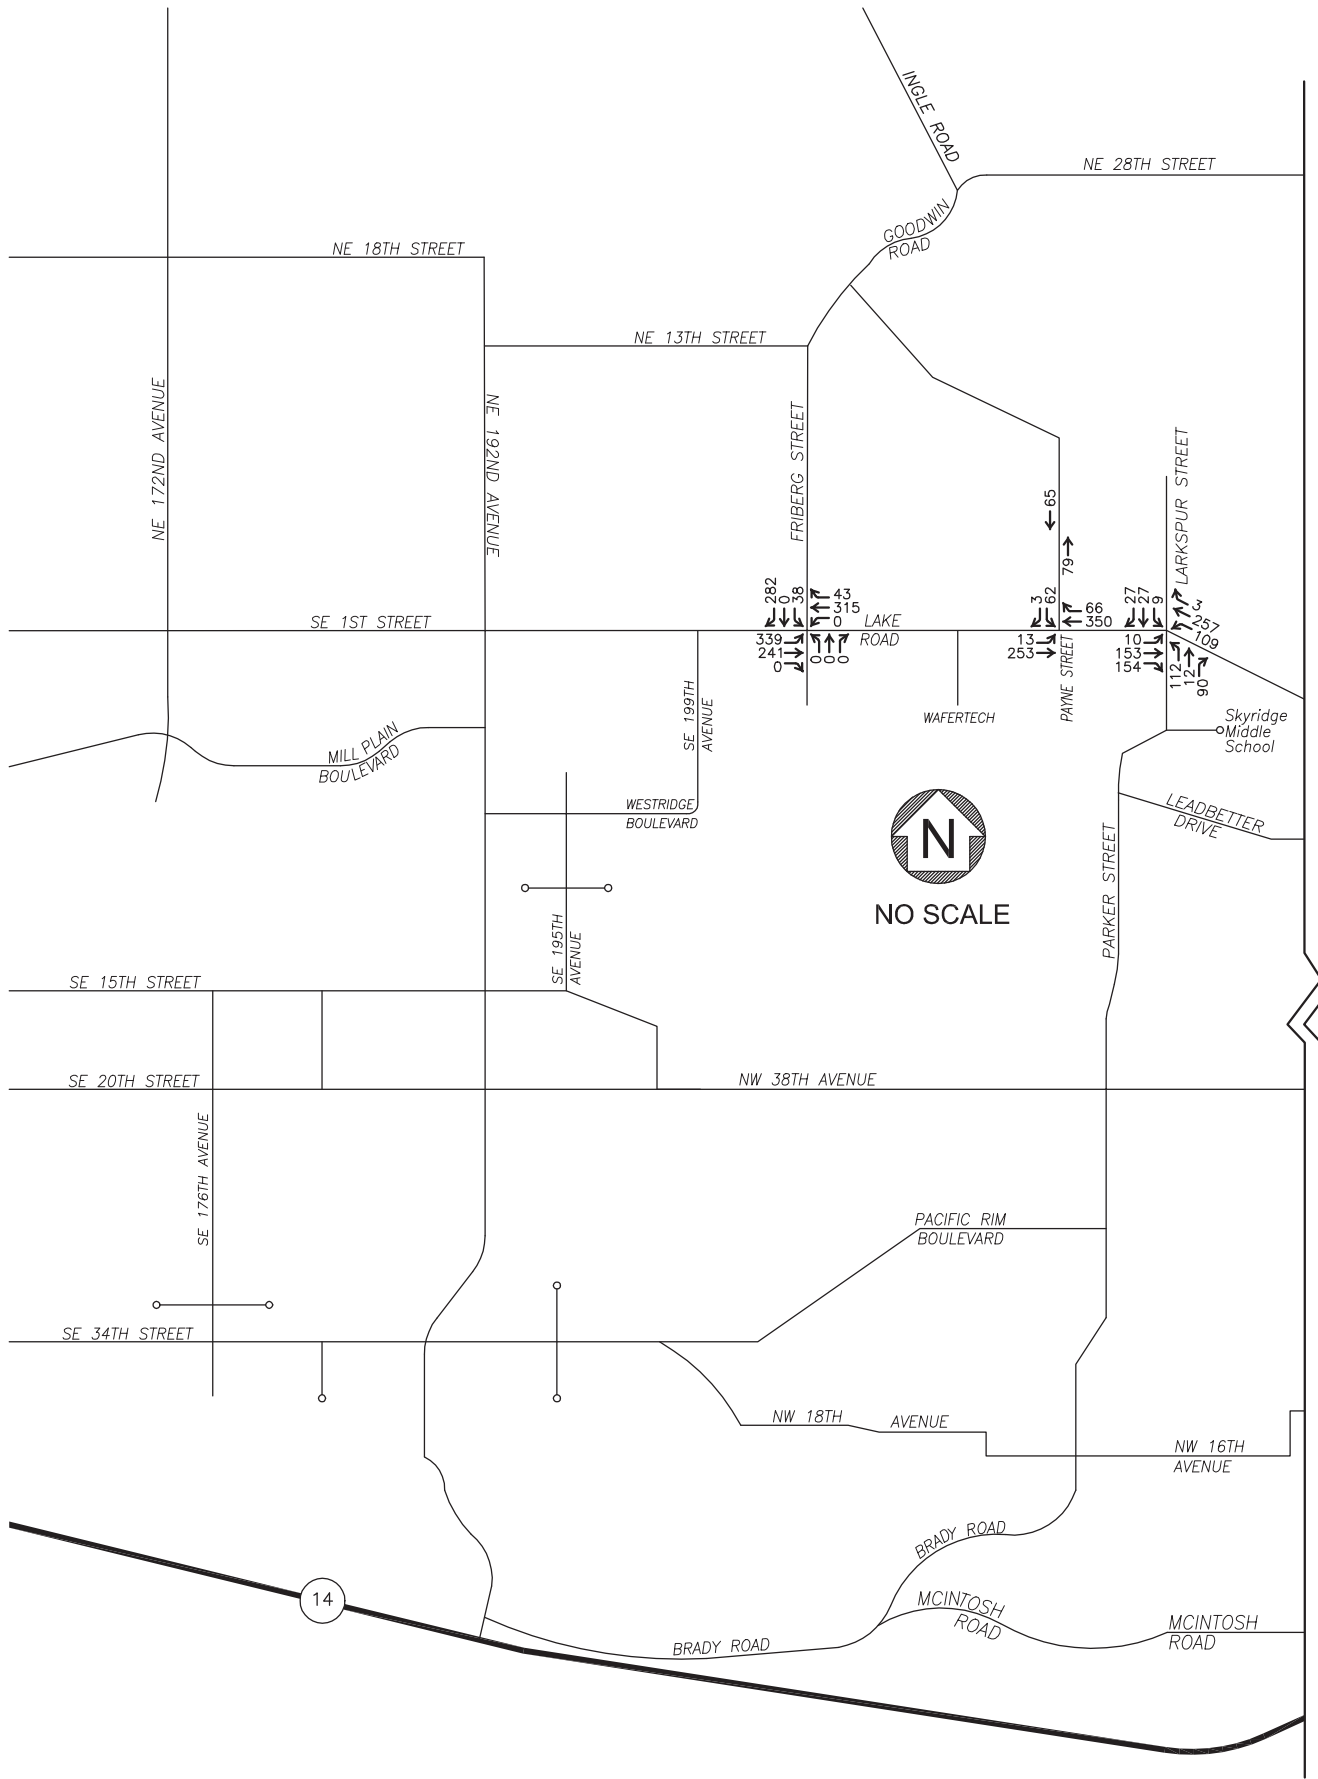 INGLE ROAD
NE 28TH STREET
GOODWIN
ROAD
NE 18TH STREET
NE 13TH STREET
NE 172ND AVENUE
NE 192ND AVENUE
FRIBERG STREET
LARKSPUR STREET
65
79
282
0
38
43
315
0
3
62
66
350
27
27
9
3
257
109
SE 1ST STREET
LAKE
ROAD
339
241
0
0
0
0
13
253
PAYNE STREET
10
153
154
112
12
90
SE 199TH
AVENUE
WAFERTECH
Skyridge
Middle
School
MILL PLAIN
BOULEVARD
WESTRIDGE
BOULEVARD
LEADBETTER
DRIVE
N
NO SCALE
PARKER STREET
SE 195TH
AVENUE
SE 15TH STREET
SE 20TH STREET
NW 38TH AVENUE
SE 176TH AVENUE
PACIFIC RIM
BOULEVARD
SE 34TH STREET
NW 18TH
AVENUE
NW 16TH
AVENUE
BRADY ROAD
14
MCINTOSH
ROAD
MCINTOSH
ROAD
BRADY ROAD